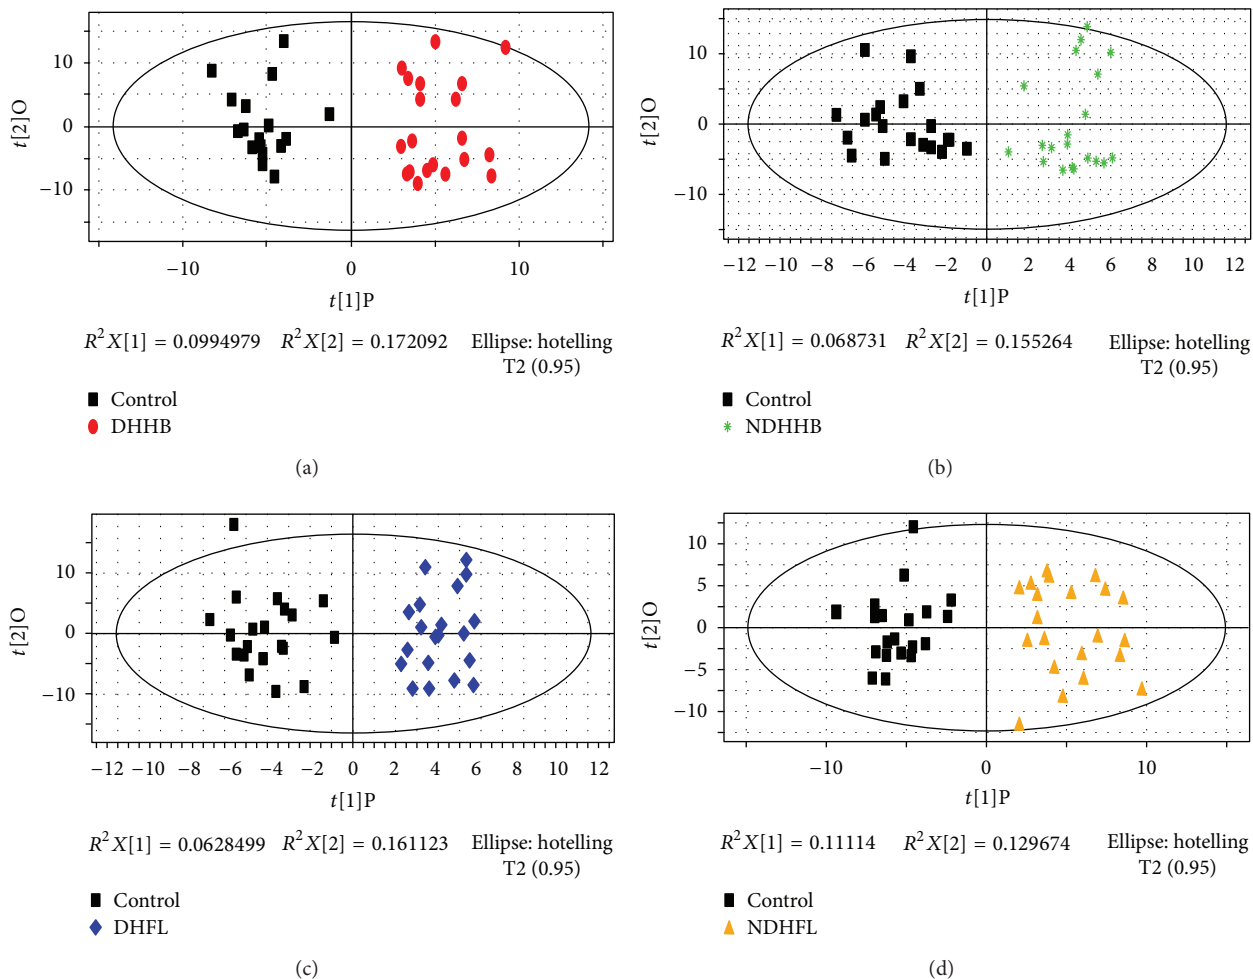 10
0
−10
t[2]O
−10 0 10
t[1]P
R²X[1] = 0.0994979 R²X[2] = 0.172092 Ellipse: hotelling
T2 (0.95)
Control
DHHB
(a)
10
0
−10
t[2]O
−12 −10 −8 −6 −4 −2 0 2 4 6 8 10 12
t[1]P
R²X[1] = 0.068731 R²X[2] = 0.155264 Ellipse: hotelling
T2 (0.95)
Control
NDHHB
(b)
10
0
−10
t[2]O
−12 −10 −8 −6 −4 −2 0 2 4 6 8 10 12
t[1]P
R²X[1] = 0.0628499 R²X[2] = 0.161123 Ellipse: hotelling
T2 (0.95)
Control
DHFL
(c)
10
5
0
−5
−10
t[2]O
−10 0 10
t[1]P
R²X[1] = 0.11114 R²X[2] = 0.129674 Ellipse: hotelling
T2 (0.95)
Control
NDHFL
(d)